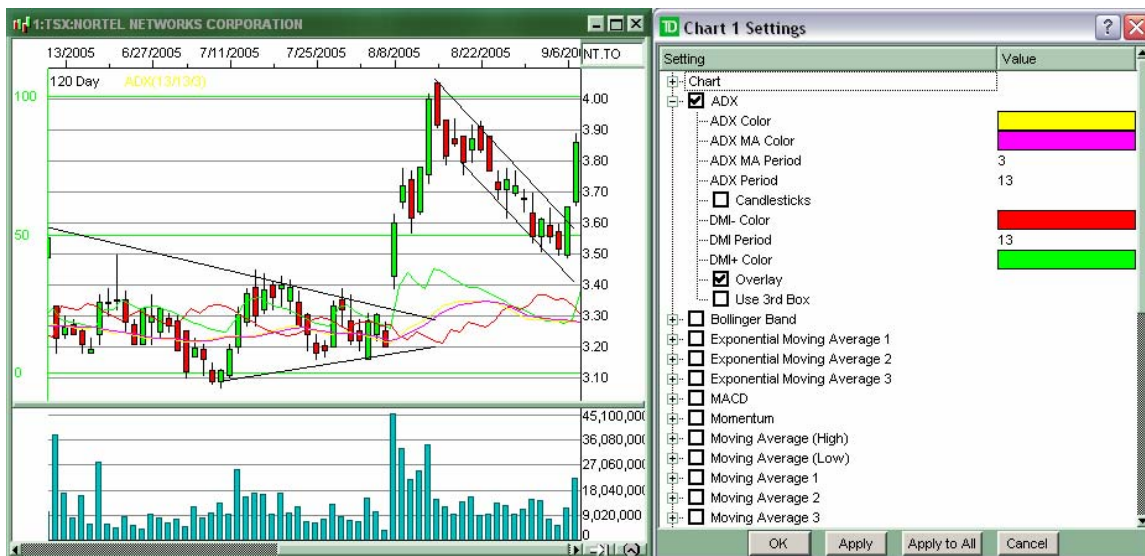 1:TSX:NORTEL NETWORKS CORPORATION
13/2005 6/27/2005 7/11/2005 7/25/2005 8/8/2005 8/22/2005 9/6/20 NT.TO
120 Day ADX(13/13/3)
100
50
0
4.00
3.90
3.80
3.70
3.60
3.50
3.40
3.30
3.20
3.10
45,100,000
36,080,000
27,060,000
18,040,000
9,020,000
0
TD Chart 1 Settings
Setting Value
Chart
ADX
ADX Color
ADX MA Color
ADX MA Period 3
ADX Period 13
Candlesticks
DMI- Color
DMI Period 13
DMI+ Color
Overlay
Use 3rd Box
Bollinger Band
Exponential Moving Average 1
Exponential Moving Average 2
Exponential Moving Average 3
MACD
Momentum
Moving Average (High)
Moving Average (Low)
Moving Average 1
Moving Average 2
Moving Average 3
OK Apply Apply to All Cancel